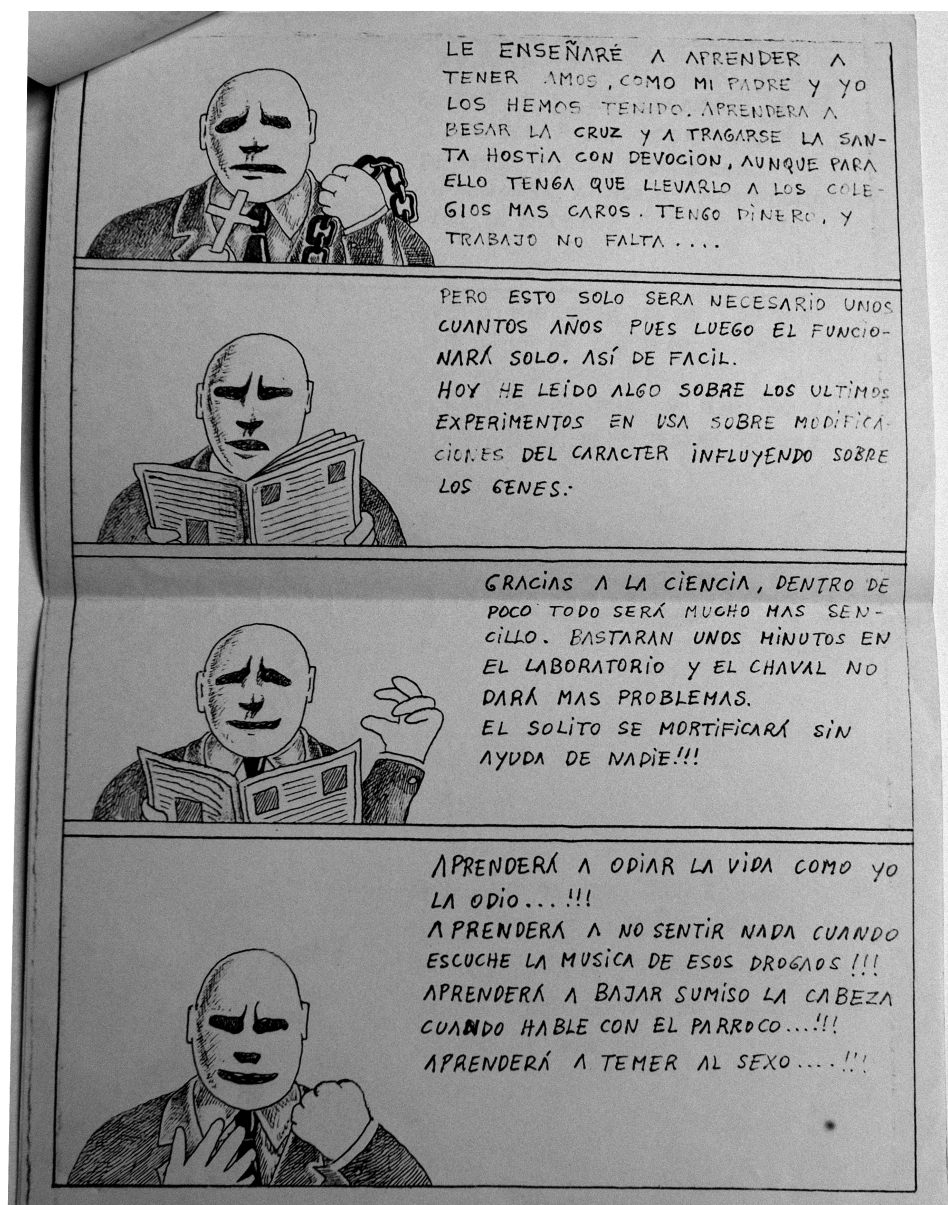 LE ENSEÑARÉ A APRENDER A
TENER AMOS, COMO MI PADRE Y YO
LOS HEMOS TENIDO. APRENDERA A
BESAR LA CRUZ Y A TRAGARSE LA SAN-
TA HOSTIA CON DEVOCION, AUNQUE PARA
ELLO TENGA QUE LLEVARLO A LOS COLE-
GIOS MAS CAROS. TENGO DINERO, Y
TRABAJO NO FALTA....
PERO ESTO SOLO SERA NECESARIO UNOS
CUANTOS AÑOS PUES LUEGO EL FUNCIO-
NARÁ SOLO. ASÍ DE FACIL.
HOY HE LEIDO ALGO SOBRE LOS ULTIMOS
EXPERIMENTOS EN USA SOBRE MODIFICA-
CIONES DEL CARACTER INFLUYENDO SOBRE
LOS GENES:
GRACIAS A LA CIENCIA, DENTRO DE
POCO TODO SERÁ MUCHO MAS SEN-
CILLO. BASTARAN UNOS MINUTOS EN
EL LABORATORIO Y EL CHAVAL NO
DARÁ MAS PROBLEMAS.
EL SOLITO SE MORTIFICARÁ SIN
AYUDA DE NADIE!!!
APRENDERÁ A ODIAR LA VIDA COMO YO
LA ODIO...!!!
APRENDERÁ A NO SENTIR NADA CUANDO
ESCUCHE LA MUSICA DE ESOS DROGAOS!!!
APRENDERÁ A BAJAR SUMISO LA CABEZA
CUANDO HABLE CON EL PARROCO...!!!
APRENDERÁ A TEMER AL SEXO....!!!